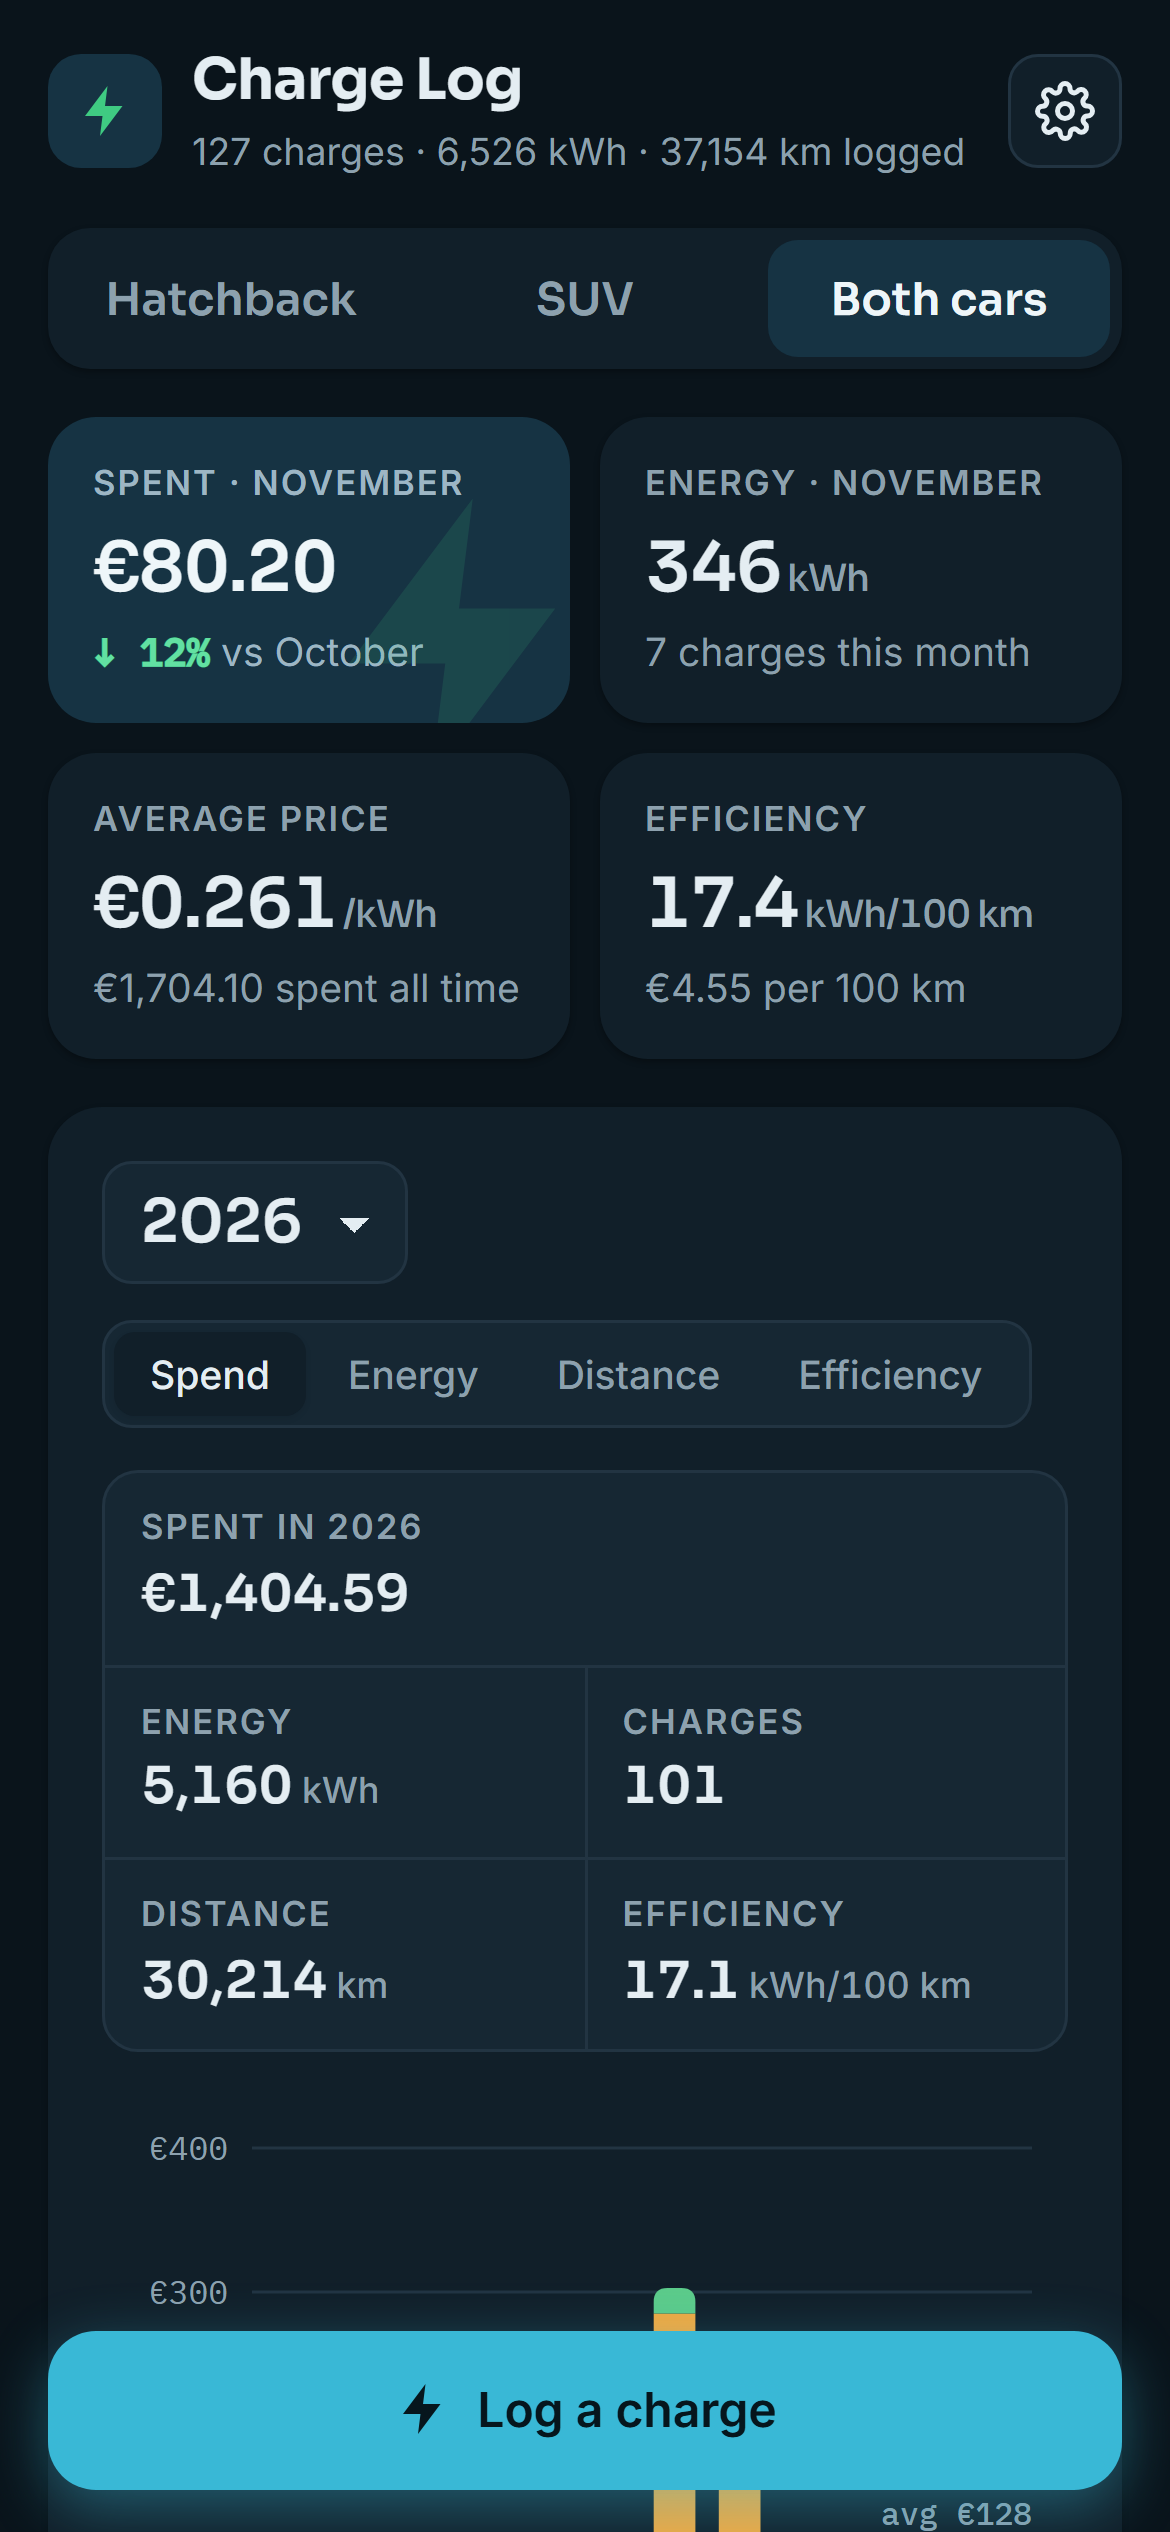 Charge Log
127 charges · 6,526 kWh · 37,154 km logged
Hatchback SUV Both cars
SPENT · NOVEMBER
€80.20
↓ 12% vs October
ENERGY · NOVEMBER
346 kWh
7 charges this month
AVERAGE PRICE
€0.261 /kWh
€1,704.10 spent all time
EFFICIENCY
17.4 kWh/100 km
€4.55 per 100 km
2026
Spend Energy Distance Efficiency
SPENT IN 2026
€1,404.59
ENERGY
5,160 kWh
CHARGES
101
DISTANCE
30,214 km
EFFICIENCY
17.1 kWh/100 km
€400
€300
Log a charge
avg €128